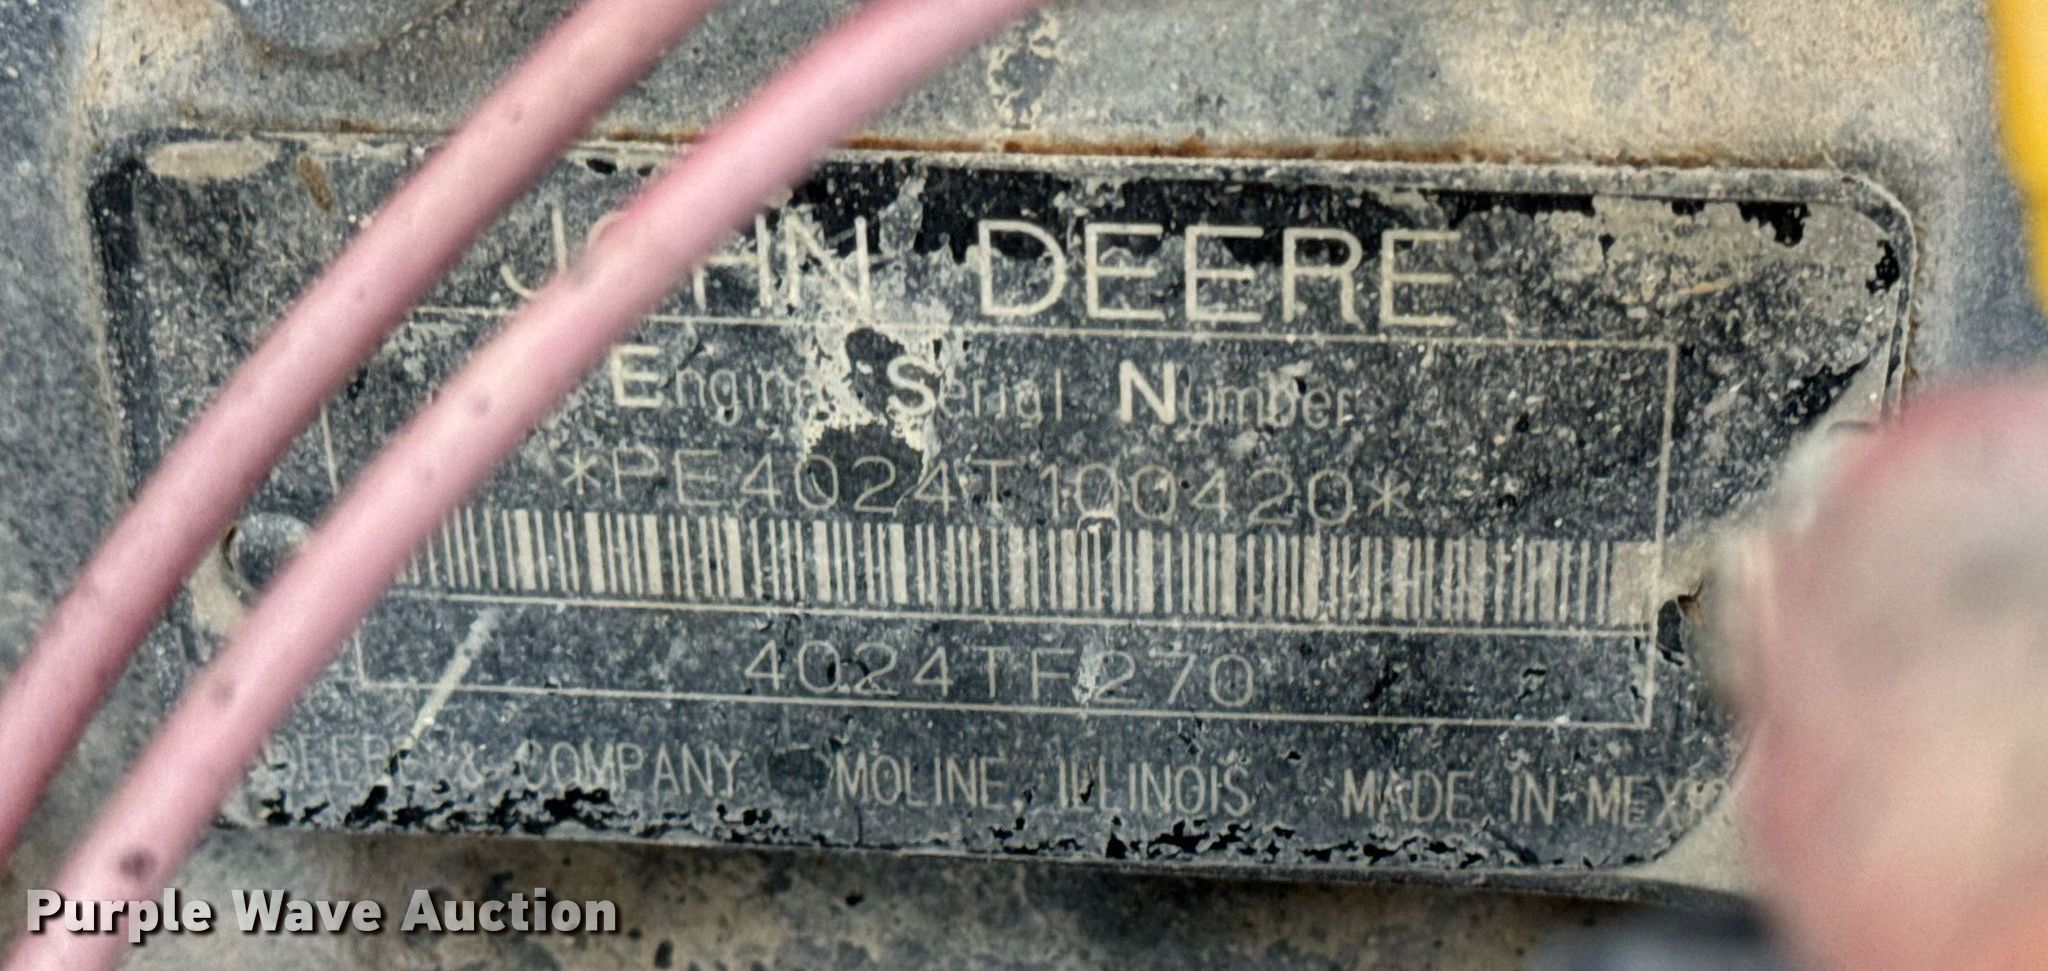 JOHN DEERE
Engine Serial Number
*PE4024T100420*
4024TF270
DEERE & COMPANY MOLINE, ILLINOIS MADE IN MEXICO
Purple Wave Auction